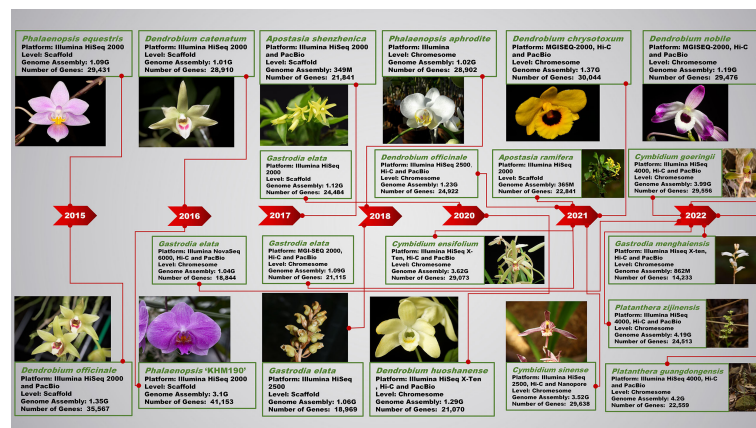 Phalaenopsis equestris
Platform: Illumina HiSeq 2000
Level: Scaffold
Genome Assembly: 1.09G
Number of Genes: 29,431
Dendrobium catenatum
Platform: Illumina HiSeq 2000
Level: Scaffold
Genome Assembly: 1.01G
Number of Genes: 28,910
Apostasia shenzhenica
Platform: Illumina HiSeq 2000
and PacBio
Level: Scaffold
Genome Assembly: 349M
Number of Genes: 21,841
Phalaenopsis aphrodite
Platform: Illumina
Level: Chromosome
Genome Assembly: 1.02G
Number of Genes: 28,902
Dendrobium chrysotoxum
Platform: MGISEQ-2000, Hi-C
and PacBio
Level: Chromosome
Genome Assembly: 1.37G
Number of Genes: 30,044
Dendrobium nobile
Platform: MGISEQ-2000, Hi-C
and PacBio
Level: Chromosome
Genome Assembly: 1.19G
Number of Genes: 29,476
Gastrodia elata
Platform: Illumina HiSeq
2000
Level: Scaffold
Genome Assembly: 1.12G
Number of Genes: 24,484
Dendrobium officinale
Platform: Illumina HiSeq 2500,
Hi-C and PacBio
Level: Chromosome
Genome Assembly: 1.23G
Number of Genes: 24,922
Apostasia ramifera
Platform: Illumina HiSeq
2000
Level: Scaffold
Genome Assembly: 365M
Number of Genes: 22,841
Cymbidium goeringii
Platform: Illumina HiSeq
4000, Hi-C and PacBio
Level: Chromosome
Genome Assembly: 3.99G
Number of Genes: 29,556
2015
2016
2017
2018
2020
2021
2022
Gastrodia elata
Platform: Illumina NovaSeq
6000, Hi-C and PacBio
Level: Chromosome
Genome Assembly: 1.04G
Number of Genes: 18,844
Gastrodia elata
Platform: MGI-SEQ 2000,
Hi-C and PacBio
Level: Chromosome
Genome Assembly: 1.09G
Number of Genes: 21,115
Cymbidium ensifolium
Platform: Illumina HiSeq X-
Ten, Hi-C and PacBio
Level: Chromosome
Genome Assembly: 3.62G
Number of Genes: 29,073
Gastrodia menghaiensis
Platform: Illumina Hiseq X-ten,
Hi-C and PacBio
Level: Chromosome
Genome Assembly: 862M
Number of Genes: 14,233
Platanthera zijinensis
Platform: Illumina HiSeq
4000, Hi-C and PacBio
Level: Chromosome
Genome Assembly: 4.19G
Number of Genes: 24,513
Dendrobium officinale
Platform: Illumina HiSeq 2000
and PacBio
Level: Scaffold
Genome Assembly: 1.35G
Number of Genes: 35,567
Phalaenopsis 'KHM190'
Platform: Illumina HiSeq 2000
Level: Scaffold
Genome Assembly: 3.1G
Number of Genes: 41,153
Gastrodia elata
Platform: Illumina HiSeq
2500
Level: Scaffold
Genome Assembly: 1.06G
Number of Genes: 18,969
Dendrobium huoshanense
Platform: Illumina HiSeq X-Ten
, Hi-C and PacBio
Level: Chromosome
Genome Assembly: 1.29G
Number of Genes: 21,070
Cymbidium sinense
Platform: Illumina HiSeq
2500, Hi-C and Nanopore
Level: Chromosome
Genome Assembly: 3.52G
Number of Genes: 29,638
Platanthera guangdongensis
Platform: Illumina HiSeq 4000, Hi-C
and PacBio
Level: Chromosome
Genome Assembly: 4.2G
Number of Genes: 22,559